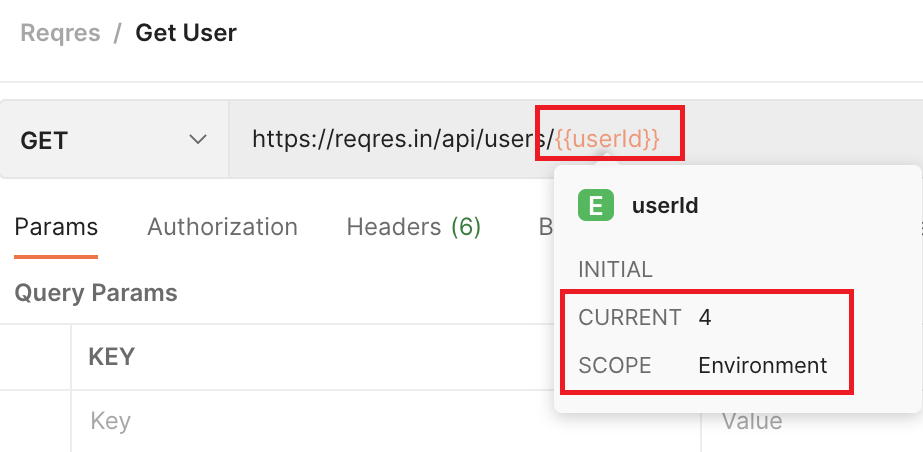 Reqres / Get User
GET https://reqres.in/api/users/{{userId}}
E userId
Params Authorization Headers (6) B
INITIAL
Query Params
CURRENT 4
KEY
SCOPE Environment
Key Value